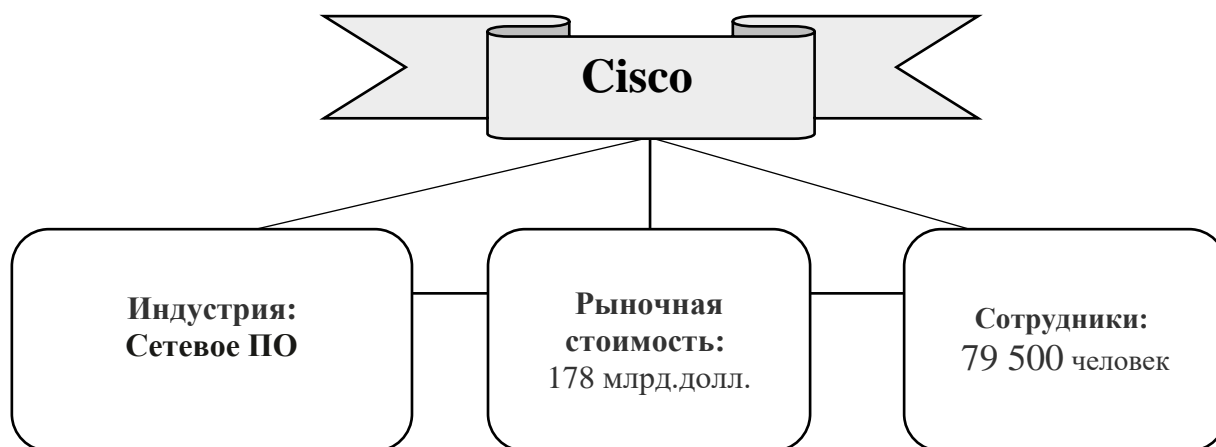 Cisco
Индустрия:
Сетевое ПО
Рыночная
стоимость:
178 млрд.долл.
Сотрудники:
79 500 человек